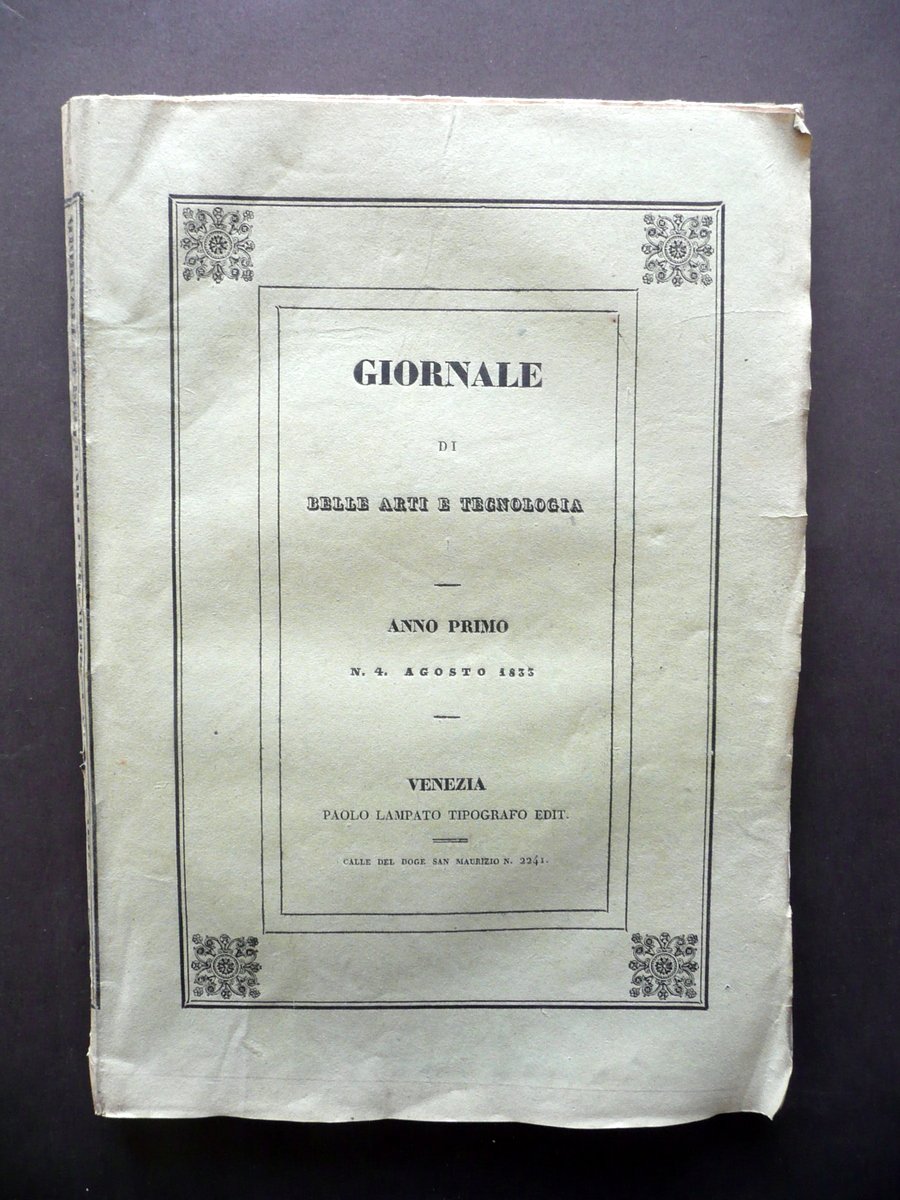 GIORNALE
DI
BELLE ARTI E TECNOLOGIA
ANNO PRIMO
N. 4. AGOSTO 1833
VENEZIA
PAOLO LAMPATO TIPOGRAFO EDIT.
CALLE DEL DOGE SAN MAURIZIO N. 2241.